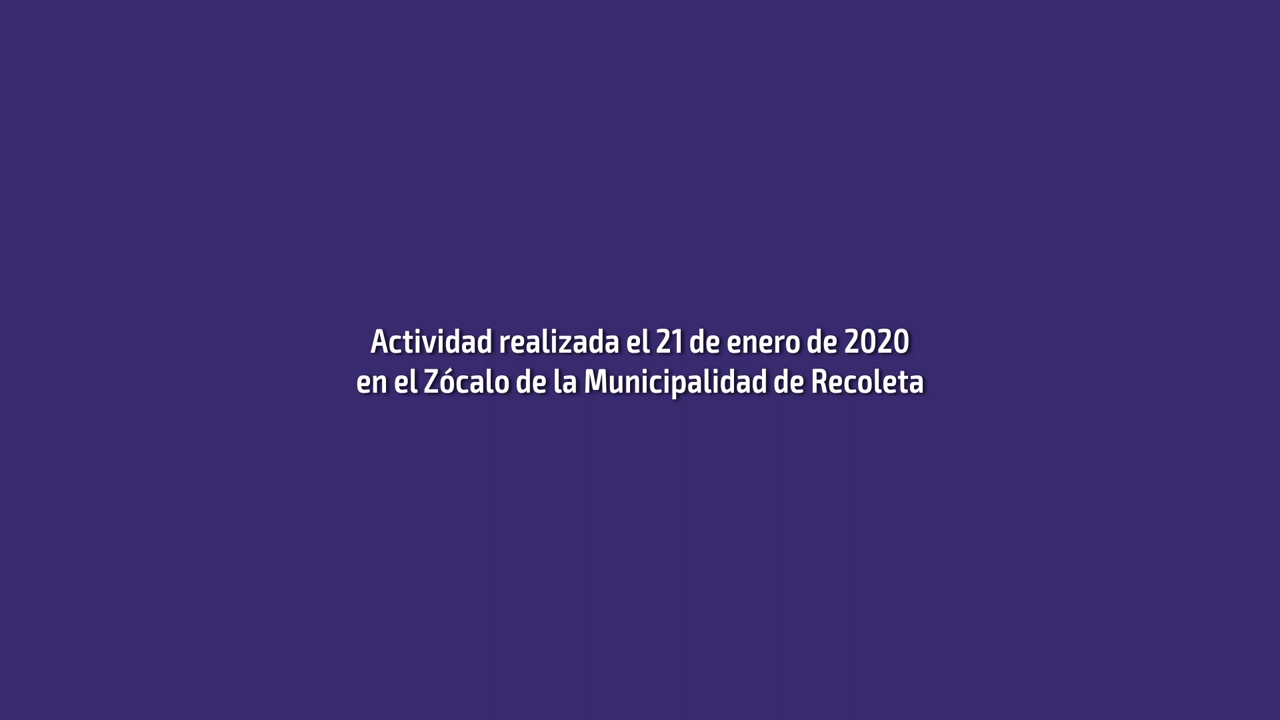 Actividad realizada el 21 de enero de 2020
en el Zócalo de la Municipalidad de Recoleta